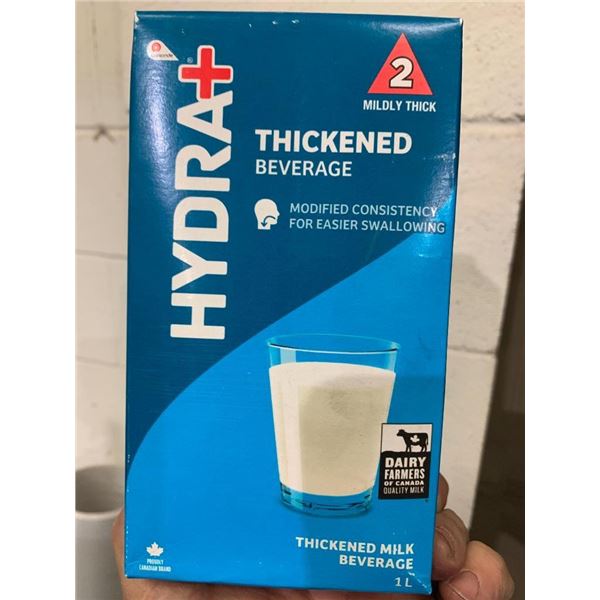 HYDRA+®
2
MILDLY THICK
THICKENED
BEVERAGE
MODIFIED CONSISTENCY
FOR EASIER SWALLOWING
DAIRY
FARMERS
OF CANADA
QUALITY MILK
THICKENED MILK
BEVERAGE
1 L
PROUDLY
CANADIAN BRAND